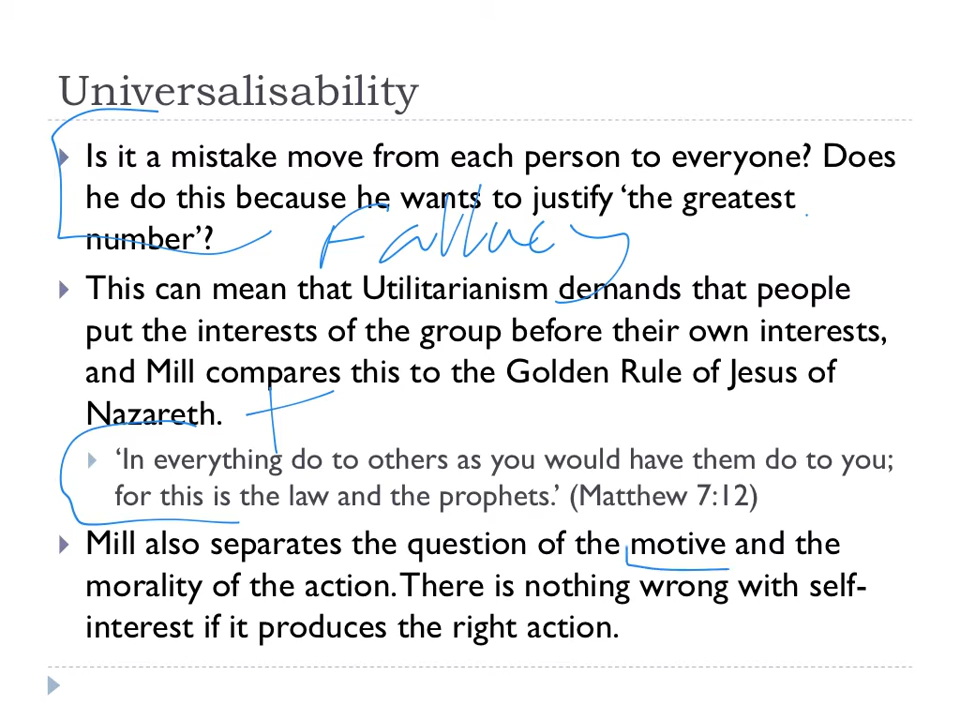 Universalisability
Is it a mistake move from each person to everyone? Does
he do this because he wants to justify ‘the greatest
number’?
Fallacy
This can mean that Utilitarianism demands that people
put the interests of the group before their own interests,
and Mill compares this to the Golden Rule of Jesus of
Nazareth.
‘In everything do to others as you would have them do to you;
for this is the law and the prophets.’ (Matthew 7:12)
Mill also separates the question of the motive and the
morality of the action. There is nothing wrong with self-
interest if it produces the right action.